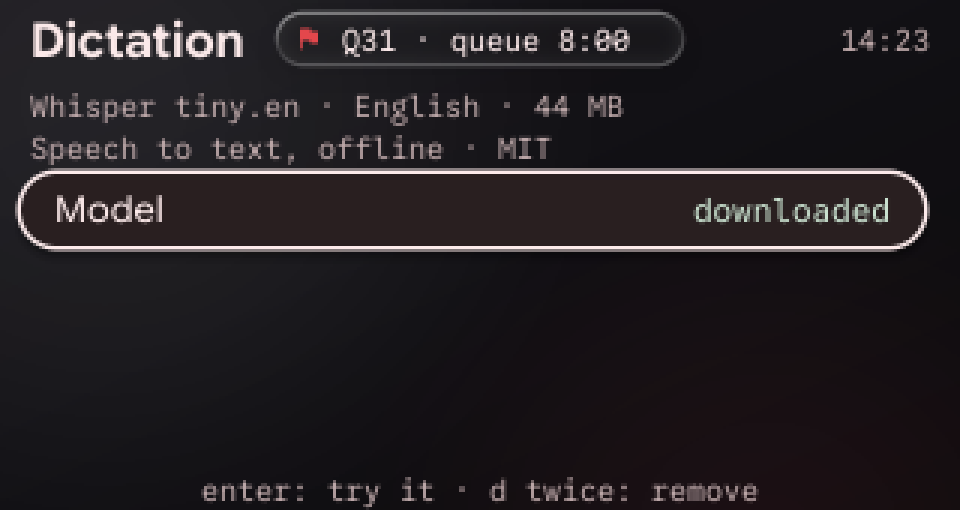 Dictation Q31 · queue 8:00 14:23
Whisper tiny.en · English · 44 MB
Speech to text, offline · MIT
Model downloaded
enter: try it · d twice: remove